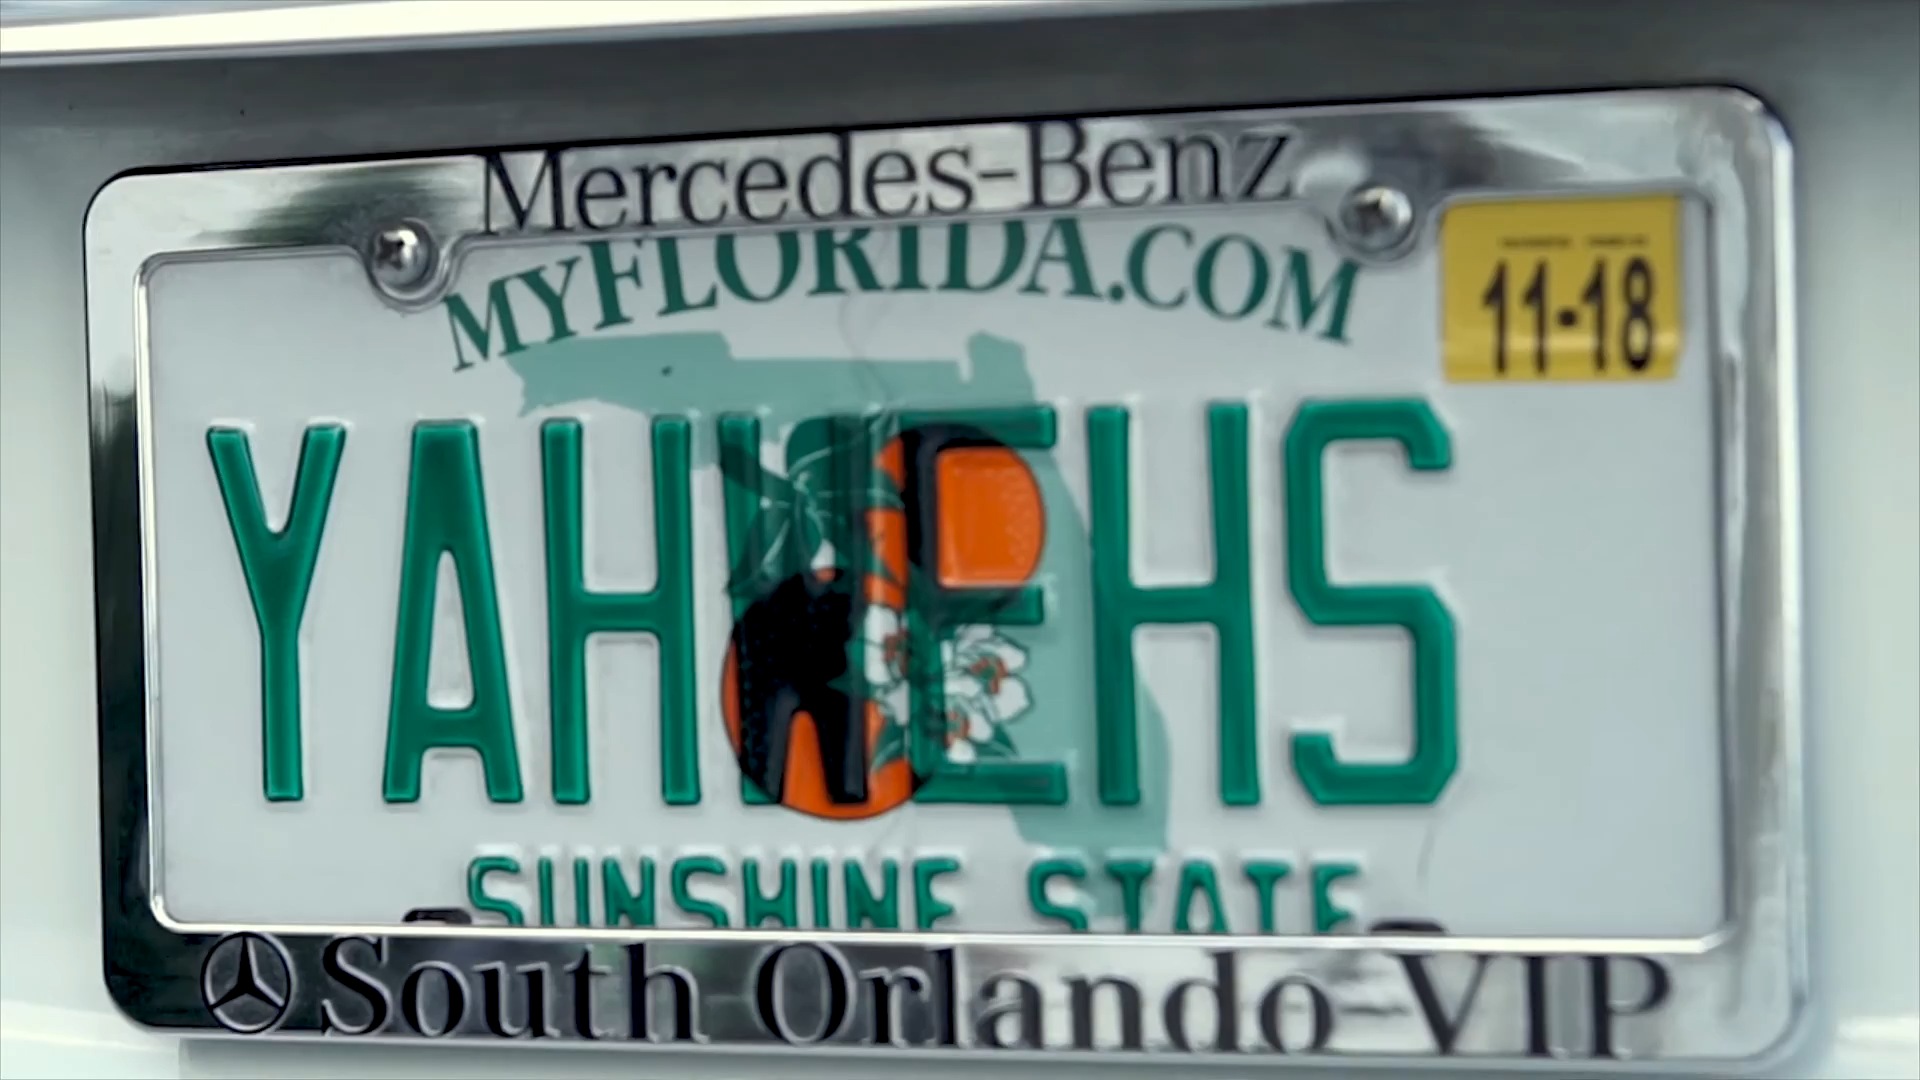 Mercedes-Benz
MYFLORIDA.COM
11-18
YAHWEHS
SUNSHINE STATE
South Orlando VIP